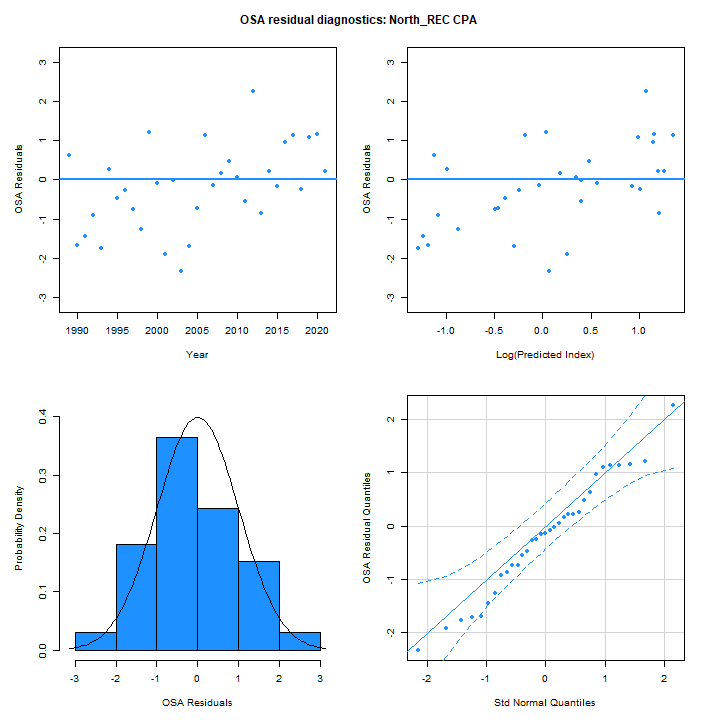 OSA residual diagnostics: North_REC CPA
3
2
1
0
-1
-2
-3
OSA Residuals
1990 1995 2000 2005 2010 2015 2020
Year
3
2
1
0
-1
-2
-3
OSA Residuals
-1.0 -0.5 0.0 0.5 1.0
Log(Predicted Index)
0.4
0.3
0.2
0.1
0.0
Probability Density
-3 -2 -1 0 1 2 3
OSA Residuals
2
1
0
-1
-2
OSA Residual Quantiles
-2 -1 0 1 2
Std Normal Quantiles